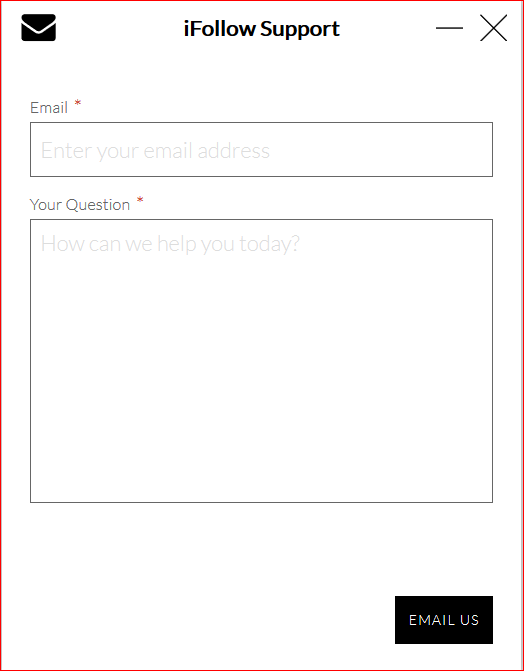 iFollow Support
Email *
Enter your email address
Your Question *
How can we help you today?
EMAIL US